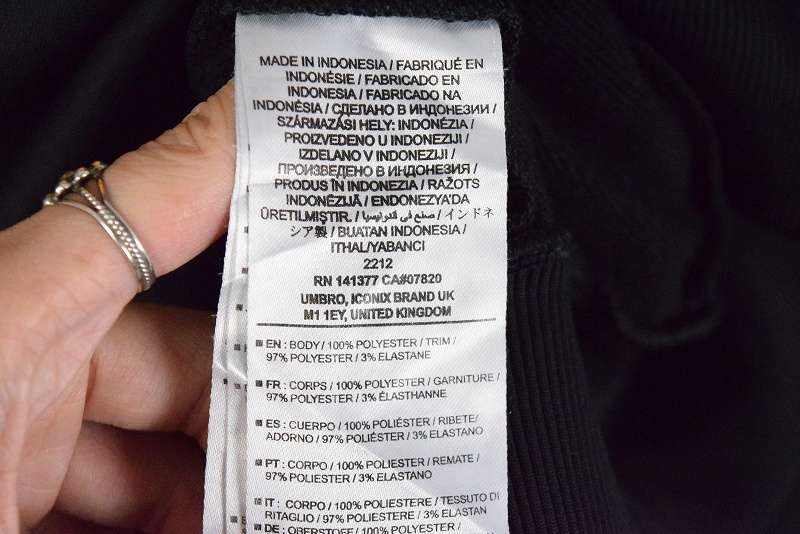 MADE IN INDONESIA / FABRIQUÉ EN
INDONÉSIE / FABRICADO EN
INDONESIA / FABRICADO NA
INDONÉSIA / СДЕЛАНО В ИНДОНЕЗИИ /
SZÁRMAZÁSI HELY: INDONÉZIA /
PROIZVEDENO U INDONEZIJI /
IZDELANO V INDONEZIJI /
ПРОИЗВЕДЕНО В ИНДОНЕЗИЯ /
PRODUS ÎN INDONEZIA / RAŽOTS
INDONĒZIJĀ / ENDONEZYA'DA
ÜRETILMIŞTIR. / صنع في / インドネ
シア製 / BUATAN INDONESIA /
ITHAL/YABANCI
2212
RN 141377 CA#07820
UMBRO, ICONIX BRAND UK
M1 1EY, UNITED KINGDOM
EN : BODY / 100% POLYESTER / TRIM /
97% POLYESTER / 3% ELASTANE
FR : CORPS / 100% POLYESTER / GARNITURE /
97% POLYESTER / 3% ÉLASTHANNE
ES : CUERPO / 100% POLIÉSTER / RIBETE/
ADORNO / 97% POLIÉSTER / 3% ELASTANO
PT : CORPO / 100% POLIESTER / REMATE /
97% POLIESTER / 3% ELASTANO
IT : CORPO / 100% POLIESTERE / TESSUTO DI
RITAGLIO / 97% POLIESTERE / 3% ELASTAN
DE : OBERSTOFF / 100% POLYESTER /